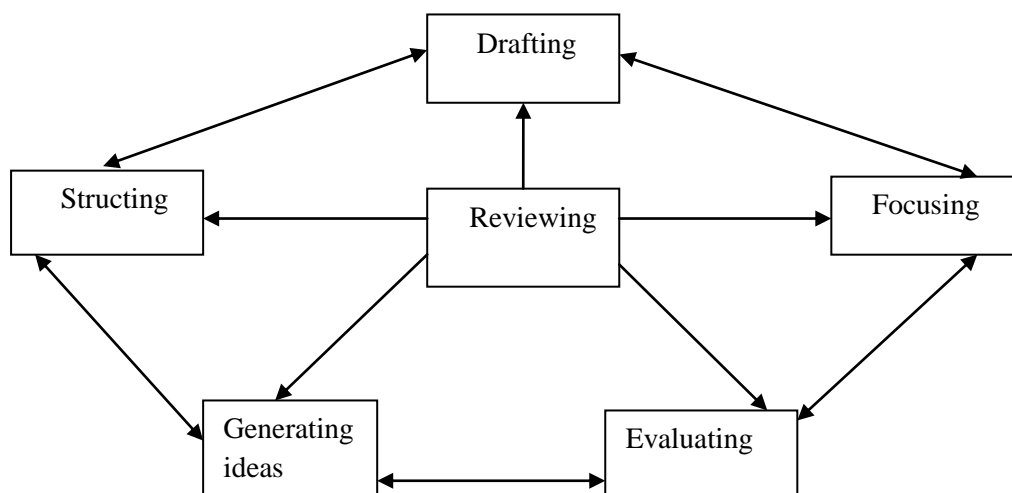 Drafting
Structing
Reviewing
Focusing
Generating
ideas
Evaluating